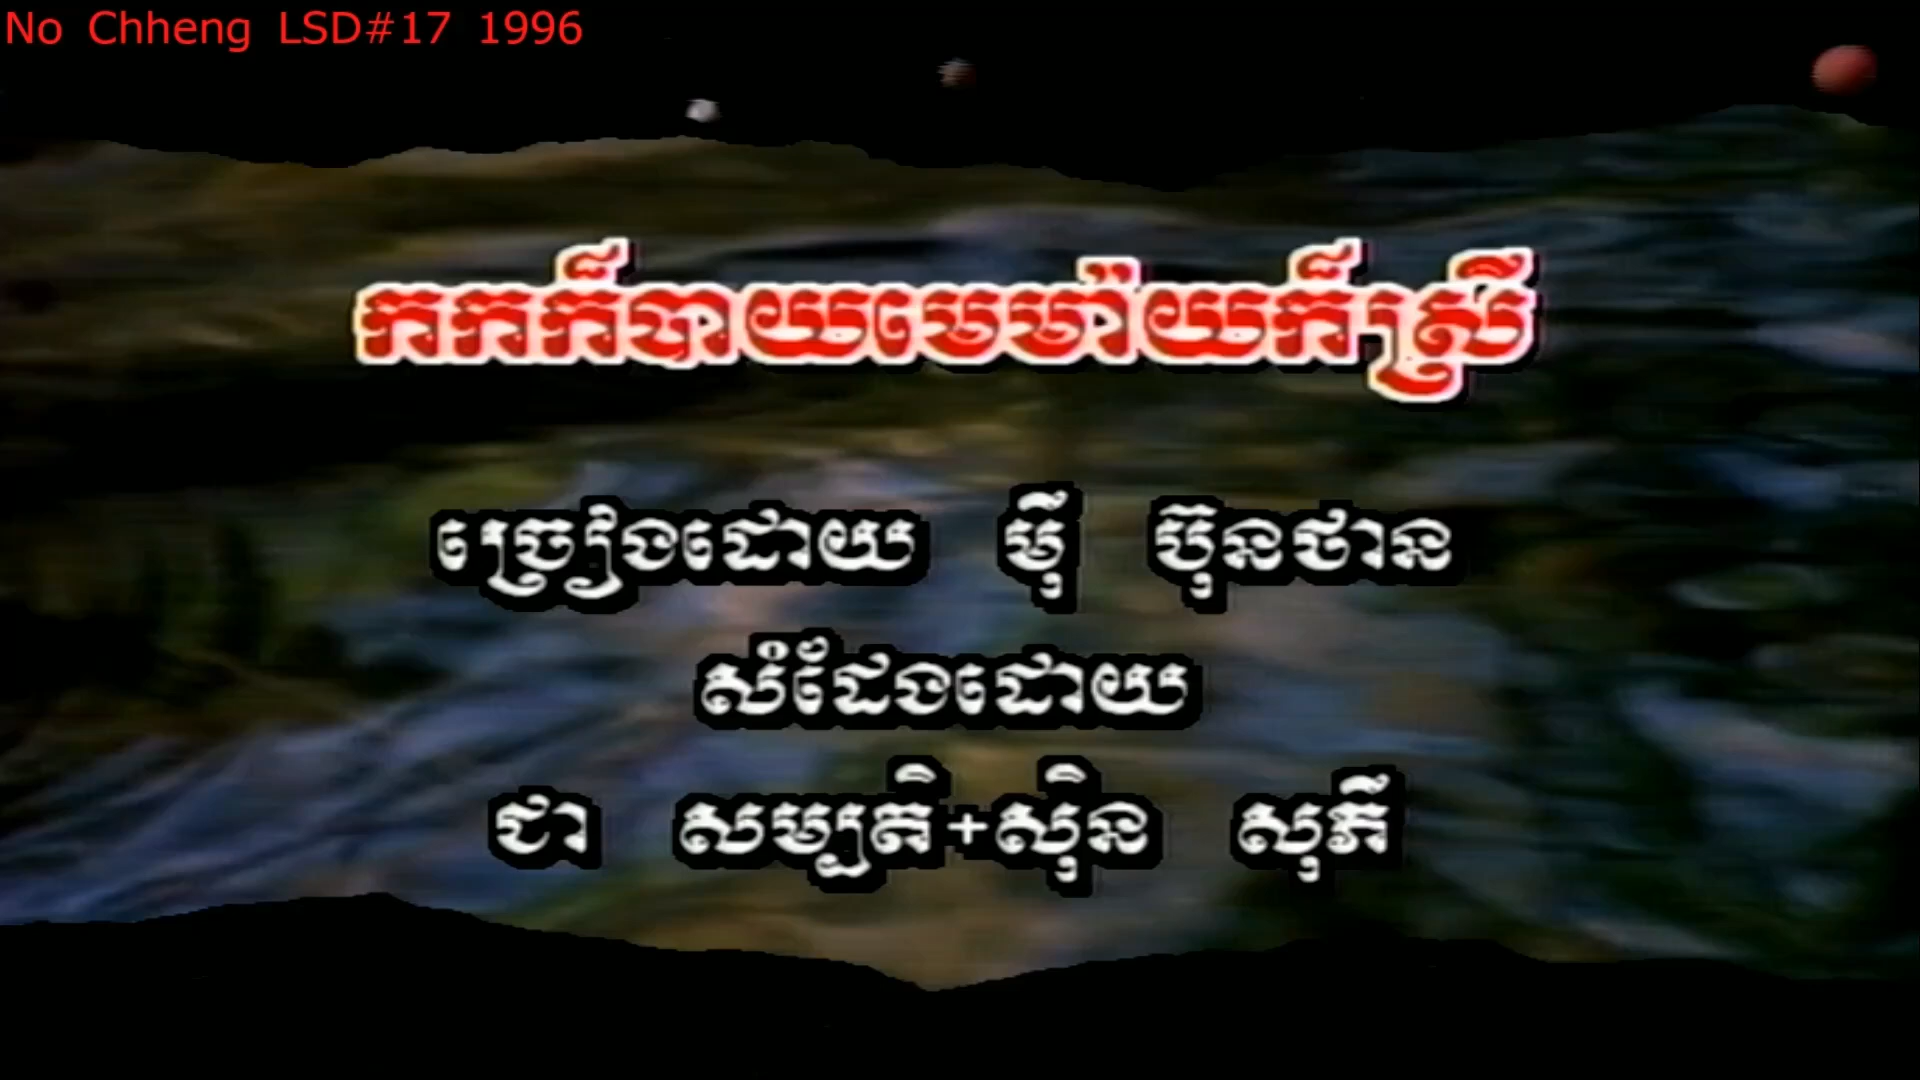 No Chheng LSD#17 1996
កកក៏បាយមេម៉ាយក៏ស្រី
ច្រៀងដោយ ម៉ី ប៊ុនថាន
សំដែងដោយ
ជា សម្បត្តិ+ស៊ិន សុភី